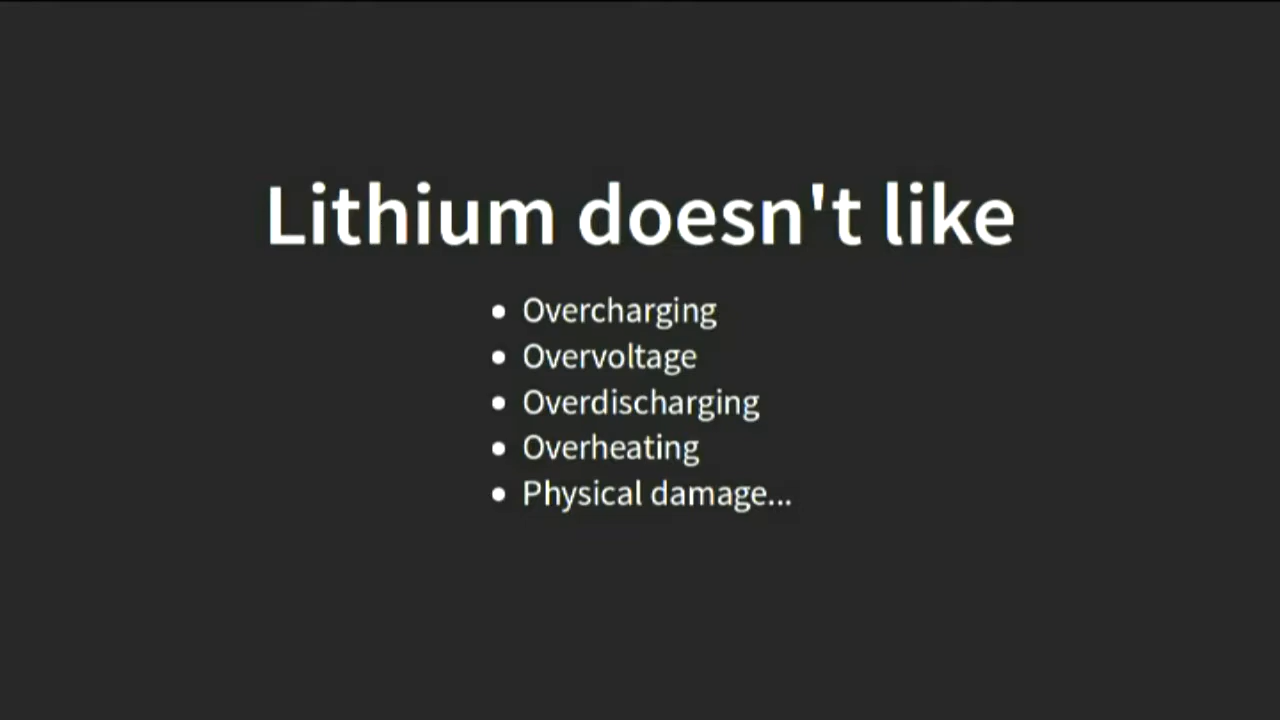 Lithium doesn't like
• Overcharging
• Overvoltage
• Overdischarging
• Overheating
• Physical damage...